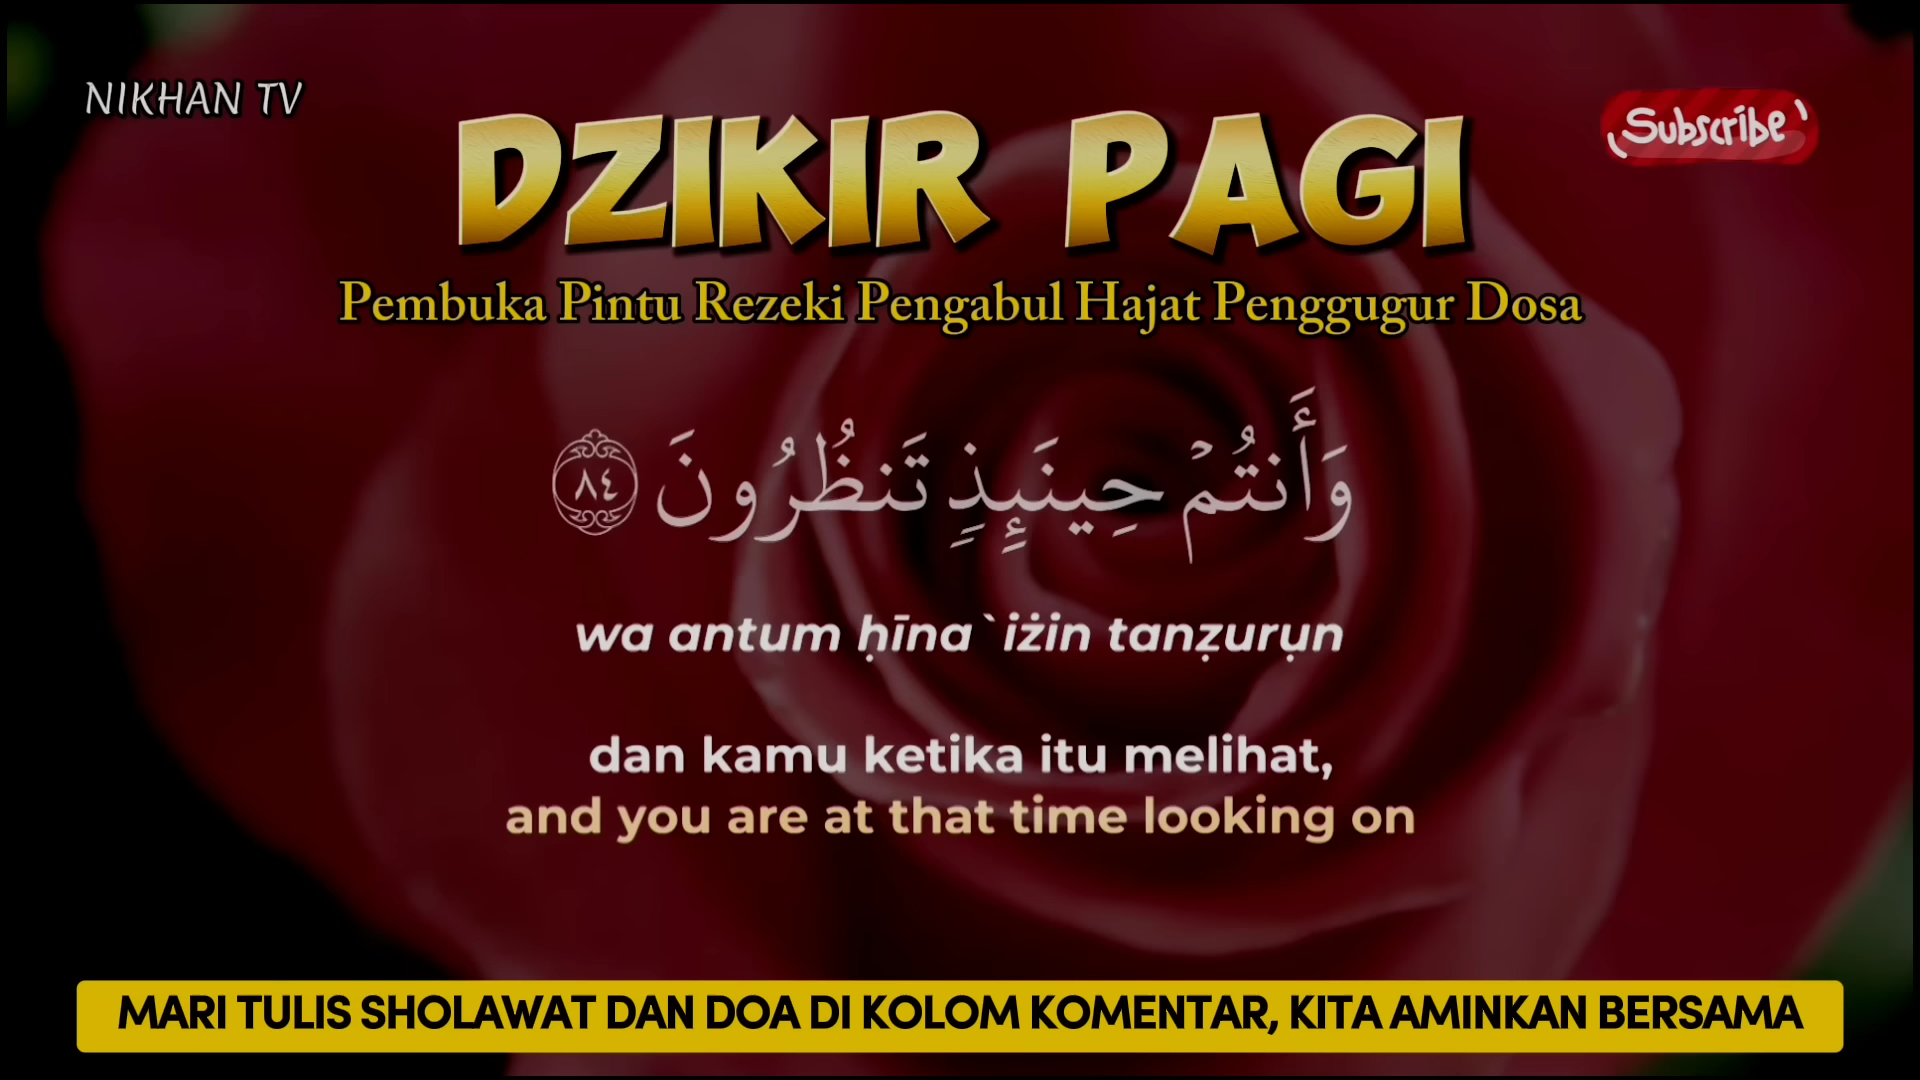 NIKHAN TV
Subscribe
DZIKIR PAGI
Pembuka Pintu Rezeki Pengabul Hajat Penggugur Dosa
وَأَنتُمْ حِينَئِذٍ تَنظُرُونَ ٨٤
wa antum ḥīna`iżin tanẓurụn
dan kamu ketika itu melihat,
and you are at that time looking on
MARI TULIS SHOLAWAT DAN DOA DI KOLOM KOMENTAR, KITA AMINKAN BERSAMA